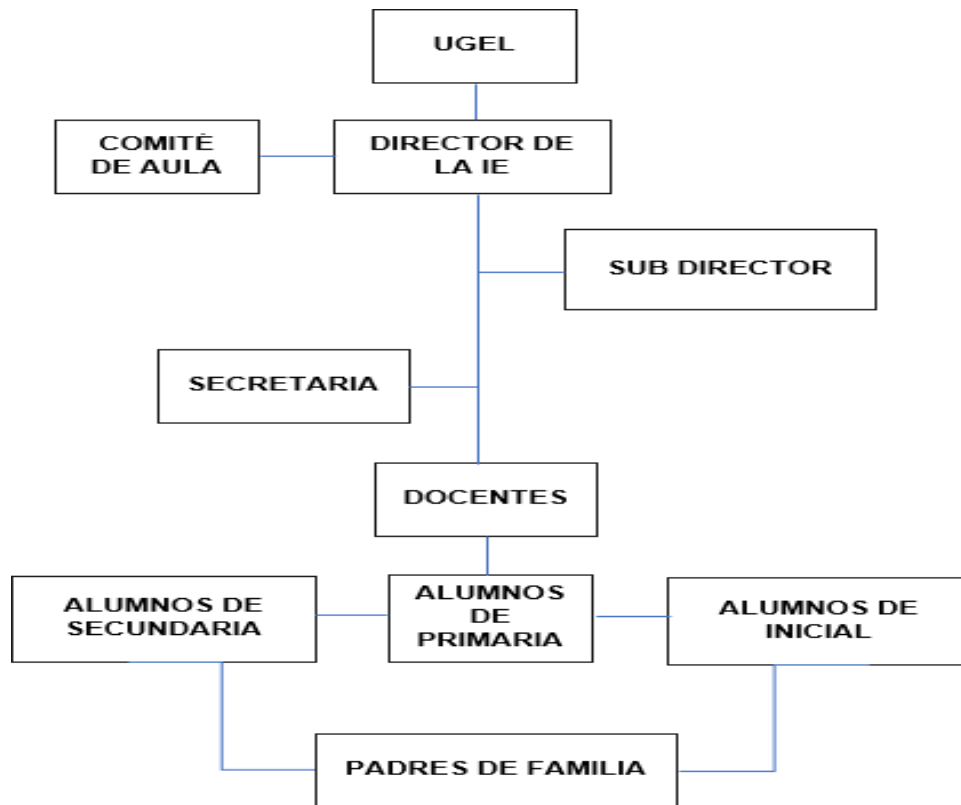 UGEL
COMITÉ
DE AULA
DIRECTOR DE
LA IE
SUB DIRECTOR
SECRETARIA
DOCENTES
ALUMNOS DE
SECUNDARIA
ALUMNOS
DE
PRIMARIA
ALUMNOS DE
INICIAL
PADRES DE FAMILIA